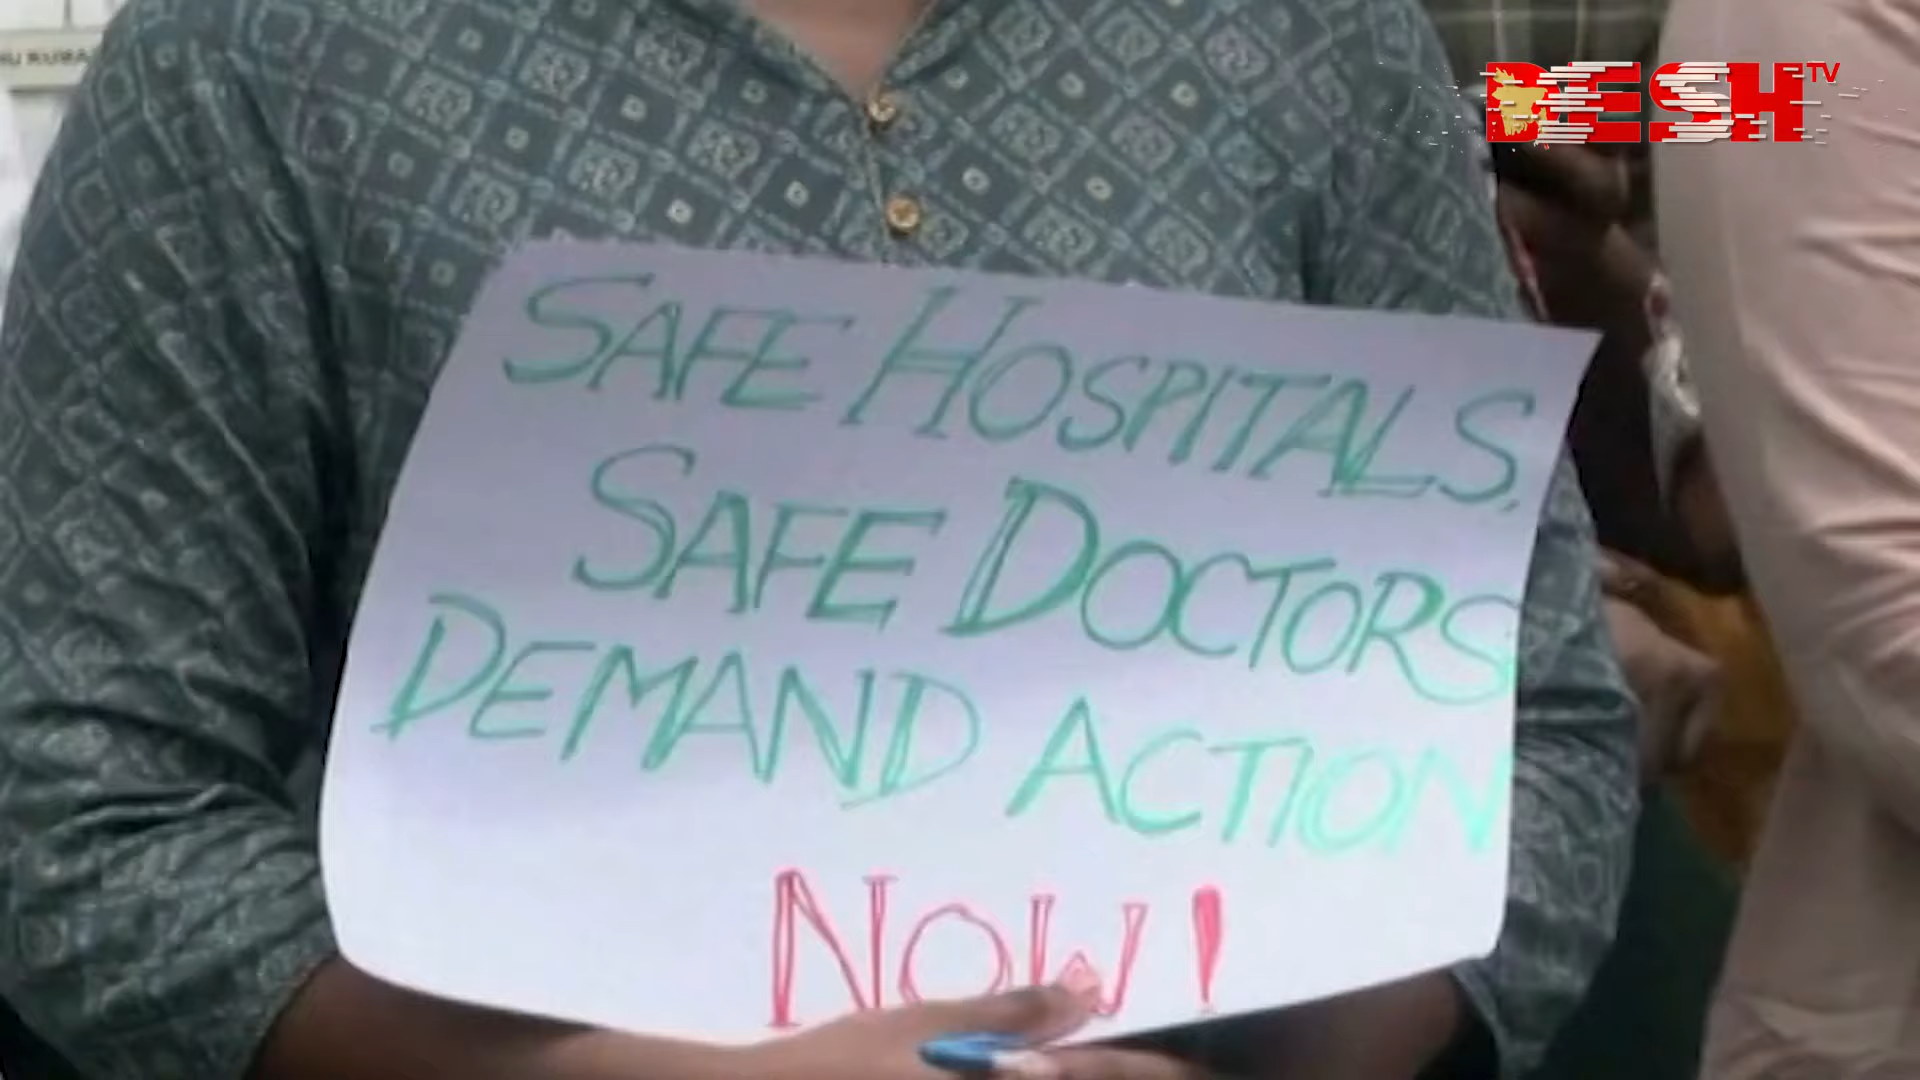 DESH TV
SAFE HOSPITALS,
SAFE DOCTORS
DEMAND ACTION
NOW!